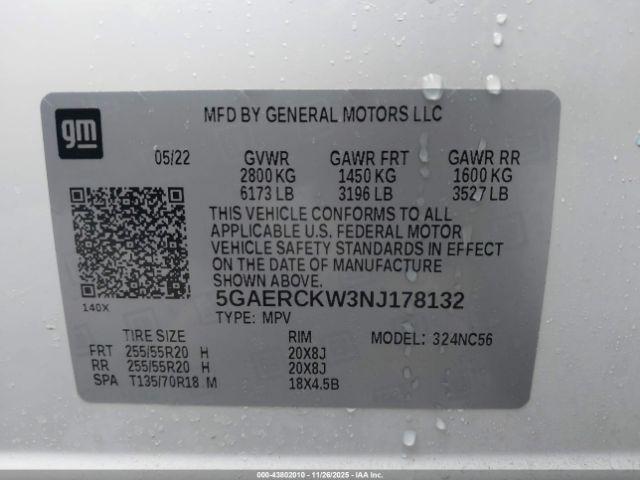 gm
MFD BY GENERAL MOTORS LLC
05/22 GVWR GAWR FRT GAWR RR
2800 KG 1450 KG 1600 KG
6173 LB 3196 LB 3527 LB
THIS VEHICLE CONFORMS TO ALL
APPLICABLE U.S. FEDERAL MOTOR
VEHICLE SAFETY STANDARDS IN EFFECT
ON THE DATE OF MANUFACTURE
SHOWN ABOVE.
140X
5GAERCKW3NJ178132
TYPE: MPV
TIRE SIZE RIM MODEL: 324NC56
FRT 255/55R20 H 20X8J
RR 255/55R20 H 20X8J
SPA T135/70R18 M 18X4.5B
000-43802010 - 11/26/2025 - IAA Inc.